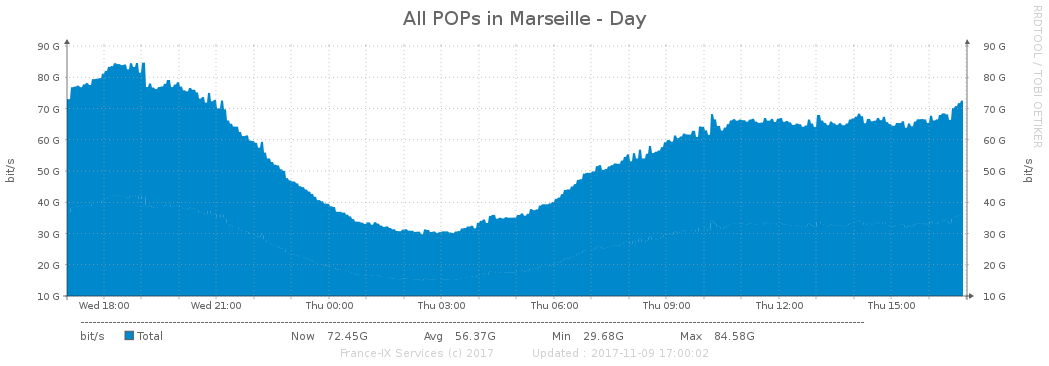 All POPs in Marseille - Day
RRDTOOL / TOBI OETIKER
90 G 90 G
80 G 80 G
70 G 70 G
60 G 60 G
50 G 50 G
40 G 40 G
30 G 30 G
20 G 20 G
10 G 10 G
bit/s bit/s
Wed 18:00 Wed 21:00 Thu 00:00 Thu 03:00 Thu 06:00 Thu 09:00 Thu 12:00 Thu 15:00
bit/s Total Now 72.45G Avg 56.37G Min 29.68G Max 84.58G
France-IX Services (c) 2017 Updated : 2017-11-09 17:00:02